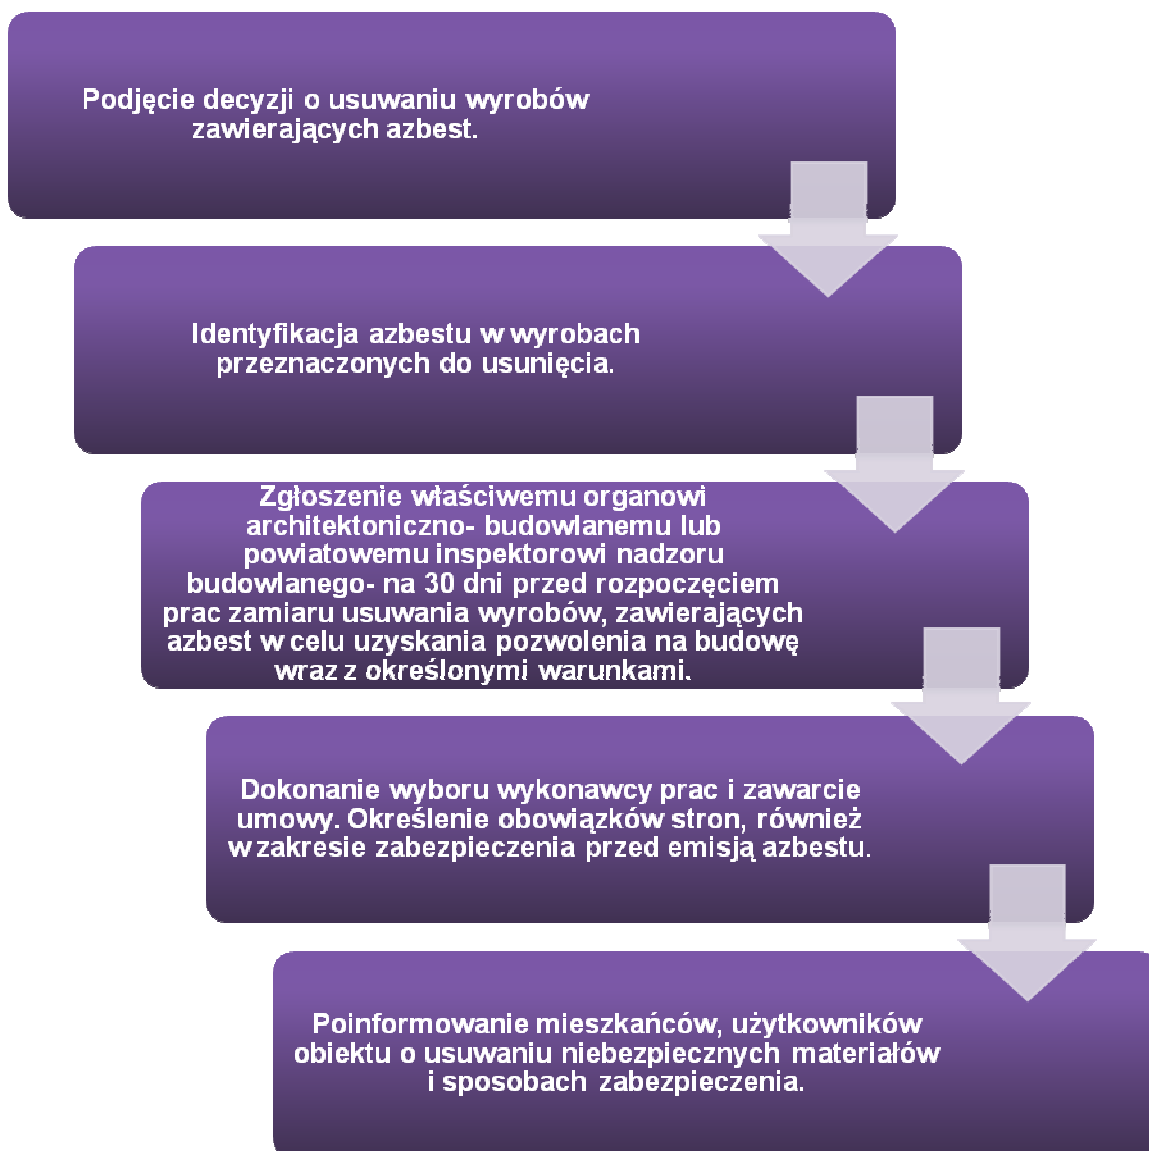 Podjęcie decyzji o usuwaniu wyrobów
zawierających azbest.
Identyfikacja azbestu w wyrobach
przeznaczonych do usunięcia.
Zgłoszenie właściwemu organowi
architektoniczno- budowlanemu lub
powiatowemu inspektorowi nadzoru
budowlanego- na 30 dni przed rozpoczęciem
prac zamiaru usuwania wyrobów, zawierających
azbest w celu uzyskania pozwolenia na budowę
wraz z określonymi warunkami.
Dokonanie wyboru wykonawcy prac i zawarcie
umowy. Określenie obowiązków stron, również
w zakresie zabezpieczenia przed emisją azbestu.
Poinformowanie mieszkańców, użytkowników
obiektu o usuwaniu niebezpiecznych materiałów
i sposobach zabezpieczenia.